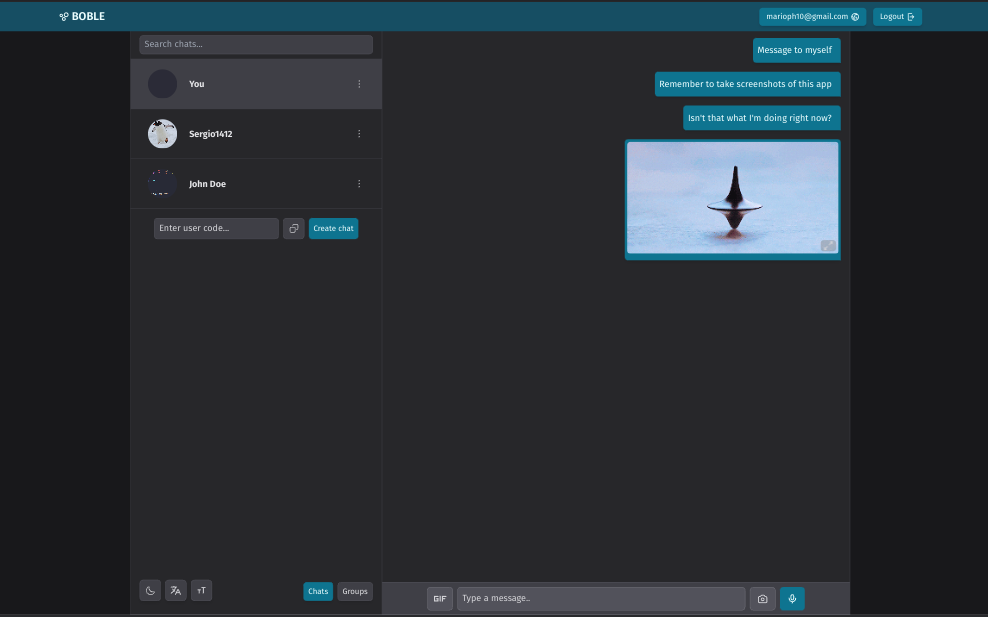 BOBLE
marioph10@gmail.com
Logout
Search chats...
You
Sergio1412
John Doe
Enter user code...
Create chat
Message to myself
Remember to take screenshots of this app
Isn't that what I'm doing right now?
тT
Chats
Groups
GIF
Type a message..